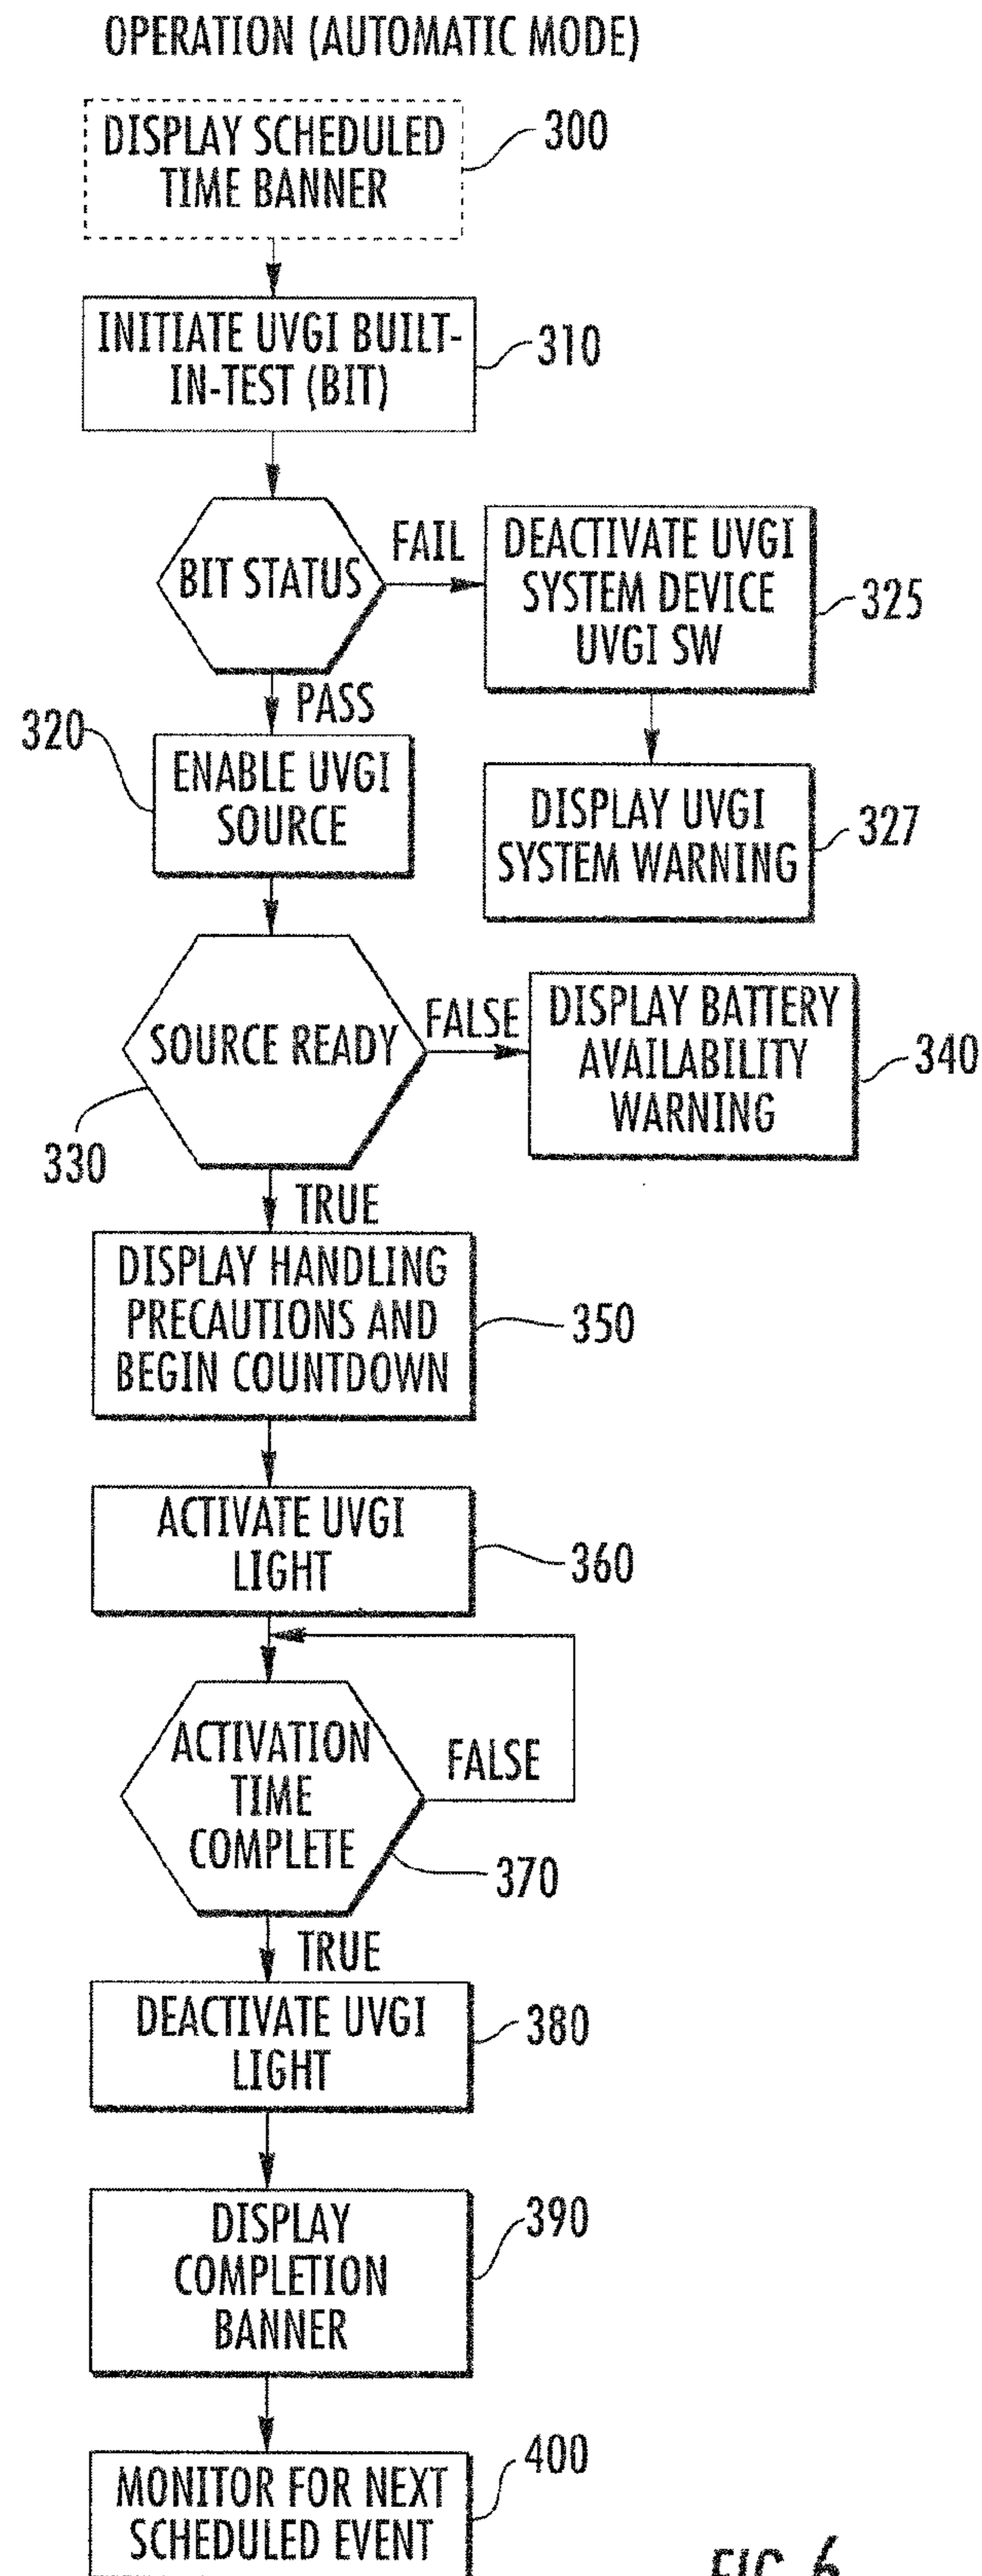 OPERATION (AUTOMATIC MODE)
DISPLAY SCHEDULED
TIME BANNER
300
INITIATE UVGI BUILT-
IN-TEST (BIT)
310
BIT STATUS
FAIL
DEACTIVATE UVGI
SYSTEM DEVICE
UVGI SW
325
PASS
320
ENABLE UVGI
SOURCE
DISPLAY UVGI
SYSTEM WARNING
327
SOURCE READY
330
FALSE
DISPLAY BATTERY
AVAILABILITY
WARNING
340
TRUE
DISPLAY HANDLING
PRECAUTIONS AND
BEGIN COUNTDOWN
350
ACTIVATE UVGI
LIGHT
360
ACTIVATION
TIME
COMPLETE
FALSE
370
TRUE
DEACTIVATE UVGI
LIGHT
380
DISPLAY
COMPLETION
BANNER
390
MONITOR FOR NEXT
SCHEDULED EVENT
400
FIG. 6